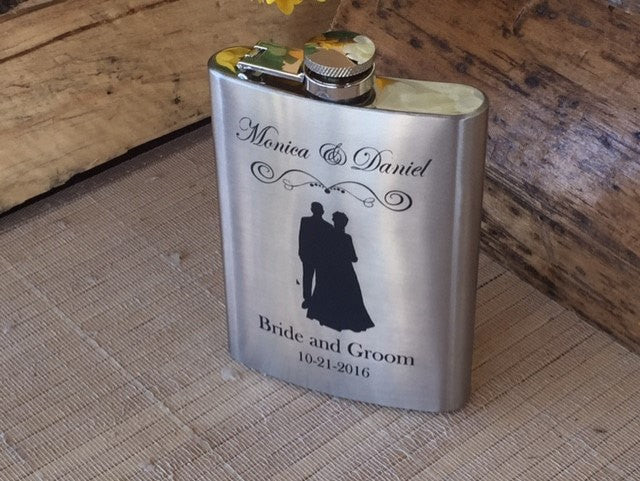 Monica & Daniel
Bride and Groom
10-21-2016